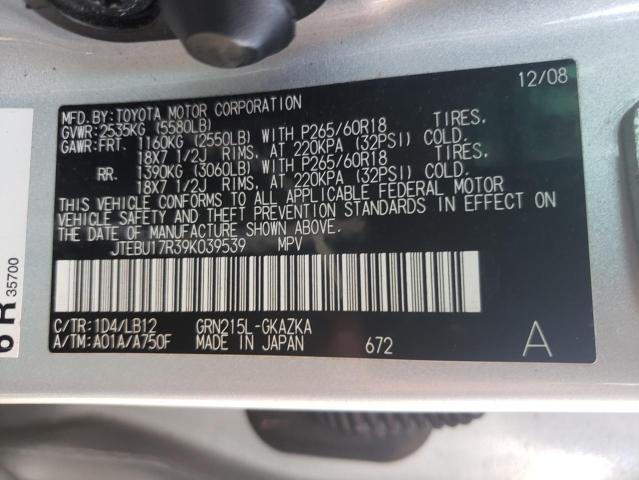 12/08
MFD.BY:TOYOTA MOTOR CORPORATION
GVWR:2535KG (5580LB)
GAWR:FRT. 1160KG (2550LB) WITH P265/60R18 TIRES,
18X7 1/2J RIMS, AT 220KPA (32PSI) COLD.
RR. 1390KG (3060LB) WITH P265/60R18 TIRES,
18X7 1/2J RIMS, AT 220KPA (32PSI) COLD.
THIS VEHICLE CONFORMS TO ALL APPLICABLE FEDERAL MOTOR
VEHICLE SAFETY AND THEFT PREVENTION STANDARDS IN EFFECT ON
THE DATE OF MANUFACTURE SHOWN ABOVE.
JTEBU17R39K039539 MPV
C/TR:1D4/LB12 GRN215L-GKAZKA
A/TM:A01A/A750F MADE IN JAPAN 672 A
6 R
35700